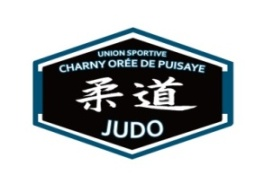 UNION SPORTIVE
CHARNY ORÉE DE PUISAYE
柔道
JUDO